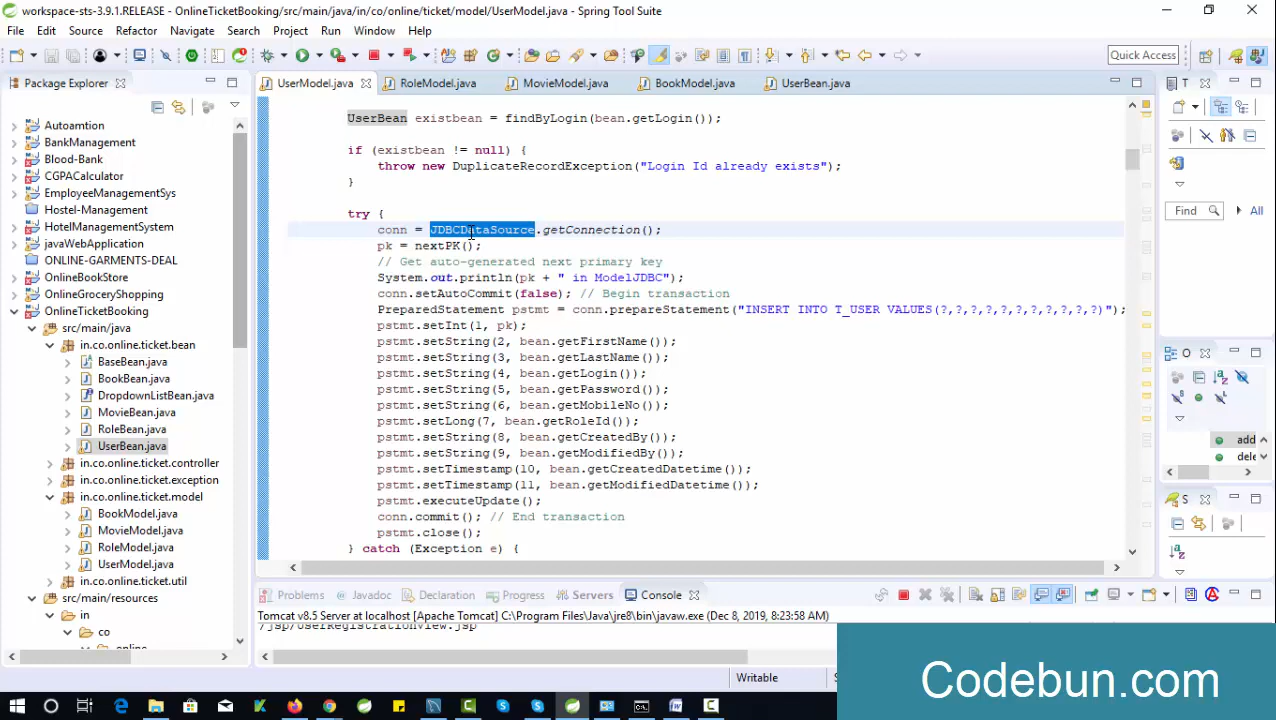 workspace-sts-3.9.1.RELEASE - OnlineTicketBooking/src/main/java/in/co/online/ticket/model/UserModel.java - Spring Tool Suite
File Edit Source Refactor Navigate Search Project Run Window Help
Quick Access
Package Explorer
UserModel.java
RoleModel.java
MovieModel.java
BookModel.java
UserBean.java
T
Autoamtion
BankManagement
Blood-Bank
CGPACalculator
EmployeeManagementSys
Hostel-Management
HotelManagementSystem
javaWebApplication
ONLINE-GARMENTS-DEAL
OnlineBookStore
OnlineGroceryShopping
OnlineTicketBooking
src/main/java
in.co.online.ticket.bean
BaseBean.java
BookBean.java
DropdownListBean.java
MovieBean.java
RoleBean.java
UserBean.java
in.co.online.ticket.controller
in.co.online.ticket.exception
in.co.online.ticket.model
BookModel.java
MovieModel.java
RoleModel.java
UserModel.java
in.co.online.ticket.util
src/main/resources
in
co
online
UserBean existbean = findByLogin(bean.getLogin());
if (existbean != null) {
throw new DuplicateRecordException("Login Id already exists");
}
try {
conn = JDBCDataSource.getConnection();
pk = nextPK();
// Get auto-generated next primary key
System.out.println(pk + " in ModelJDBC");
conn.setAutoCommit(false); // Begin transaction
PreparedStatement pstmt = conn.prepareStatement("INSERT INTO T_USER VALUES(?,?,?,?,?,?,?,?,?,?,?)");
pstmt.setInt(1, pk);
pstmt.setString(2, bean.getFirstName());
pstmt.setString(3, bean.getLastName());
pstmt.setString(4, bean.getLogin());
pstmt.setString(5, bean.getPassword());
pstmt.setString(6, bean.getMobileNo());
pstmt.setLong(7, bean.getRoleId());
pstmt.setString(8, bean.getCreatedBy());
pstmt.setString(9, bean.getModifiedBy());
pstmt.setTimestamp(10, bean.getCreatedDatetime());
pstmt.setTimestamp(11, bean.getModifiedDatetime());
pstmt.executeUpdate();
conn.commit(); // End transaction
pstmt.close();
} catch (Exception e) {
Find
All
O
add
dele
S
Problems
Declaration
Progress
Servers
Console
Tomcat v8.5 Server at localhost [Apache Tomcat] C:\Program Files\Java\jre8\bin\javaw.exe (Dec 8, 2019, 8:23:58 AM)
/jsp/UserRegistrationView.jsp
Writable
Codebun.com